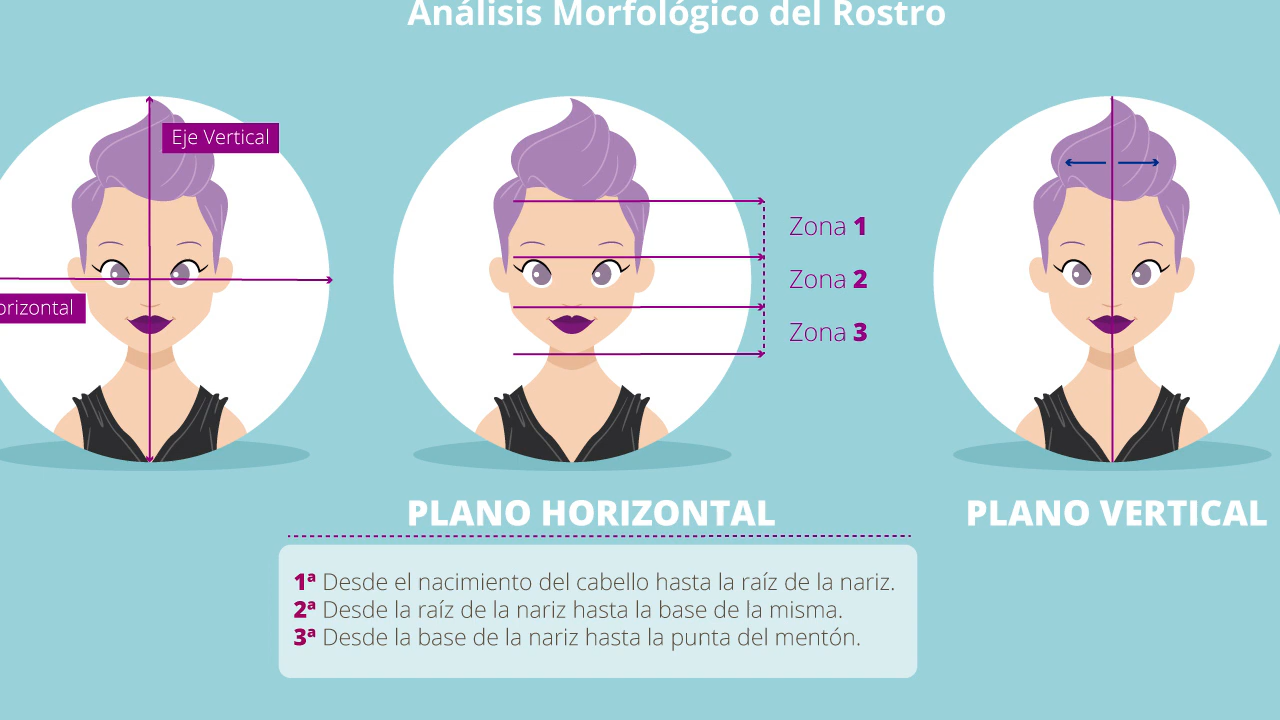 Análisis Morfológico del Rostro
Eje Vertical
orizontal
Zona 1
Zona 2
Zona 3
PLANO HORIZONTAL
PLANO VERTICAL
1ª Desde el nacimiento del cabello hasta la raíz de la nariz.
2ª Desde la raíz de la nariz hasta la base de la misma.
3ª Desde la base de la nariz hasta la punta del mentón.